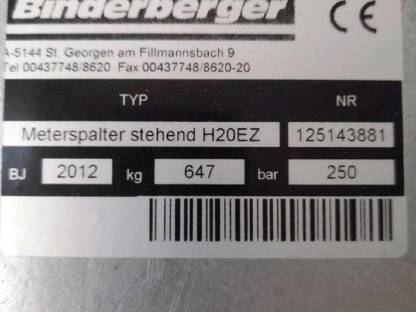 Binderberger CE
A-5144 St. Georgen am Fillmannsbach 9
Tel 00437748/8620 Fax 00437748/8620-20
TYP NR
Meterspalter stehend H20EZ 125143881
BJ 2012 kg 647 bar 250